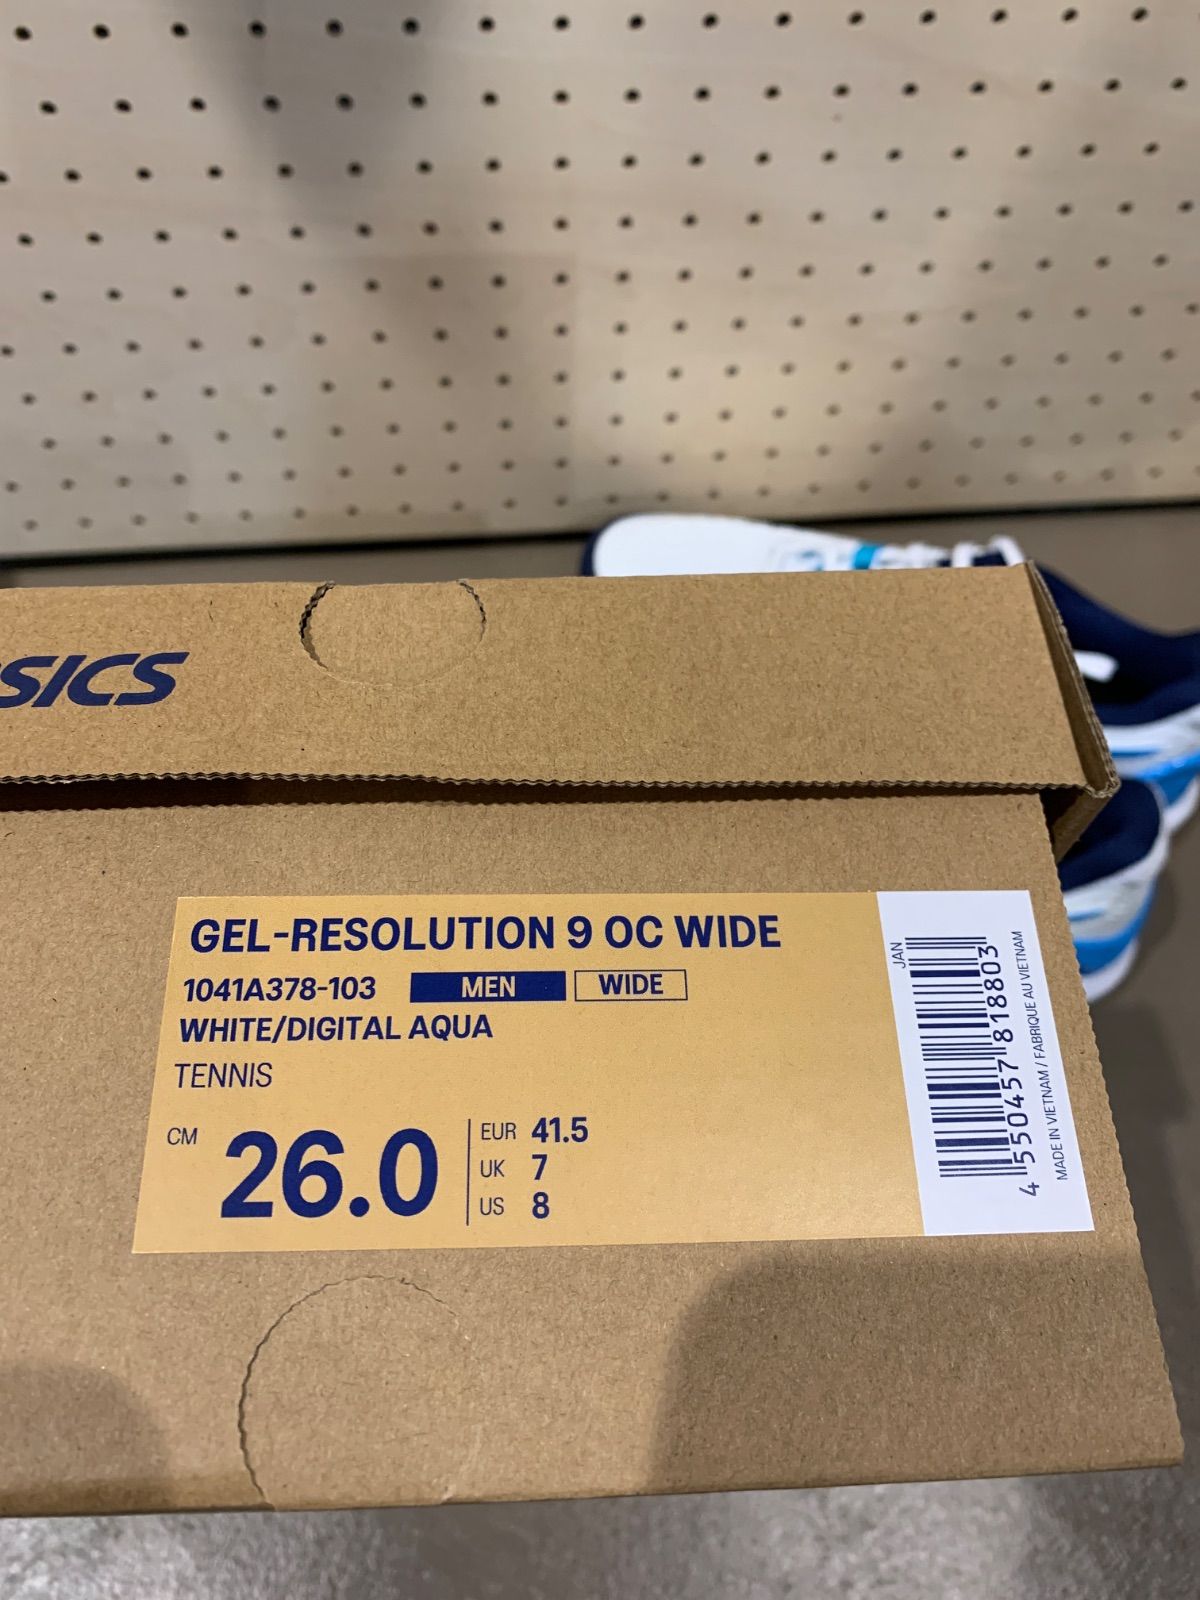 SICS
GEL-RESOLUTION 9 OC WIDE
1041A378-103 MEN WIDE
WHITE/DIGITAL AQUA
TENNIS
CM 26.0
EUR 41.5
UK 7
US 8
JAN
4 550457 818803
MADE IN VIETNAM / FABRIQUE AU VIETNAM